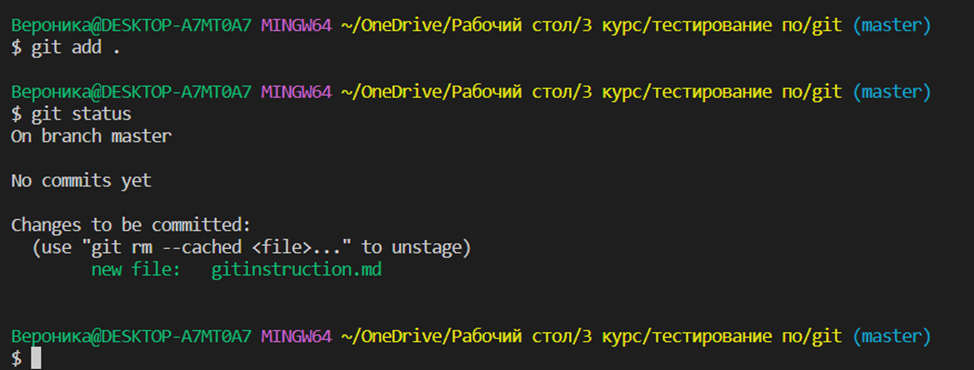 Вероника@DESKTOP-A7MT0A7 MINGW64 ~/OneDrive/Рабочий стол/3 курс/тестирование по/git (master)
$ git add .
Вероника@DESKTOP-A7MT0A7 MINGW64 ~/OneDrive/Рабочий стол/3 курс/тестирование по/git (master)
$ git status
On branch master
No commits yet
Changes to be committed:
(use "git rm --cached <file>..." to unstage)
new file: gitinstruction.md
Вероника@DESKTOP-A7MT0A7 MINGW64 ~/OneDrive/Рабочий стол/3 курс/тестирование по/git (master)
$